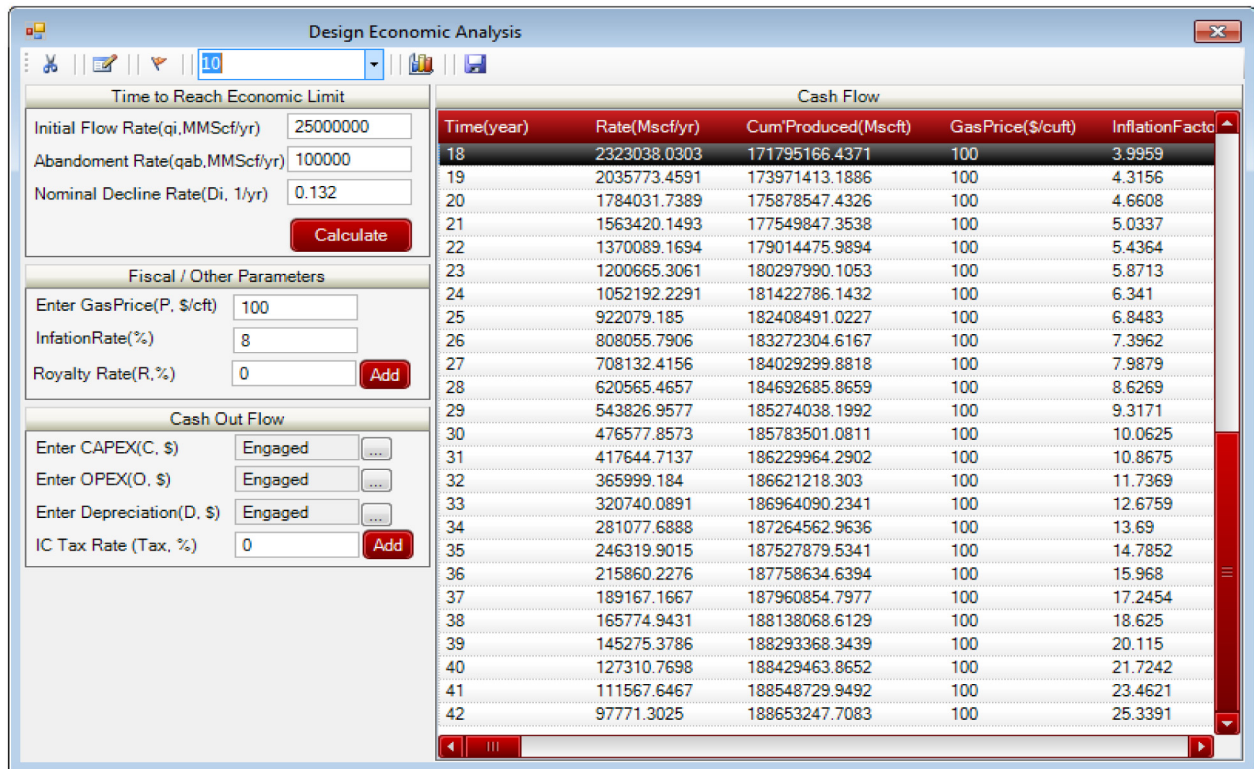 Design Economic Analysis
10
Time to Reach Economic Limit
Initial Flow Rate(qi,MMScf/yr) 25000000
Abandoment Rate(qab,MMScf/yr) 100000
Nominal Decline Rate(Di, 1/yr) 0.132
Calculate
Fiscal / Other Parameters
Enter GasPrice(P, $/cft) 100
InfationRate(%) 8
Royalty Rate(R,%) 0 Add
Cash Out Flow
Enter CAPEX(C, $) Engaged ...
Enter OPEX(O, $) Engaged ...
Enter Depreciation(D, $) Engaged ...
IC Tax Rate (Tax, %) 0 Add
Cash Flow
Time(year) Rate(Mscf/yr) Cum'Produced(Mscft) GasPrice($/cuft) InflationFacto
18 2323038.0303 171795166.4371 100 3.9959
19 2035773.4591 173971413.1886 100 4.3156
20 1784031.7389 175878547.4326 100 4.6608
21 1563420.1493 177549847.3538 100 5.0337
22 1370089.1694 179014475.9894 100 5.4364
23 1200665.3061 180297990.1053 100 5.8713
24 1052192.2291 181422786.1432 100 6.341
25 922079.185 182408491.0227 100 6.8483
26 808055.7906 183272304.6167 100 7.3962
27 708132.4156 184029299.8818 100 7.9879
28 620565.4657 184692685.8659 100 8.6269
29 543826.9577 185274038.1992 100 9.3171
30 476577.8573 185783501.0811 100 10.0625
31 417644.7137 186229964.2902 100 10.8675
32 365999.184 186621218.303 100 11.7369
33 320740.0891 186964090.2341 100 12.6759
34 281077.6888 187264562.9636 100 13.69
35 246319.9015 187527879.5341 100 14.7852
36 215860.2276 187758634.6394 100 15.968
37 189167.1667 187960854.7977 100 17.2454
38 165774.9431 188138068.6129 100 18.625
39 145275.3786 188293368.3439 100 20.115
40 127310.7698 188429463.8652 100 21.7242
41 111567.6467 188548729.9492 100 23.4621
42 97771.3025 188653247.7083 100 25.3391